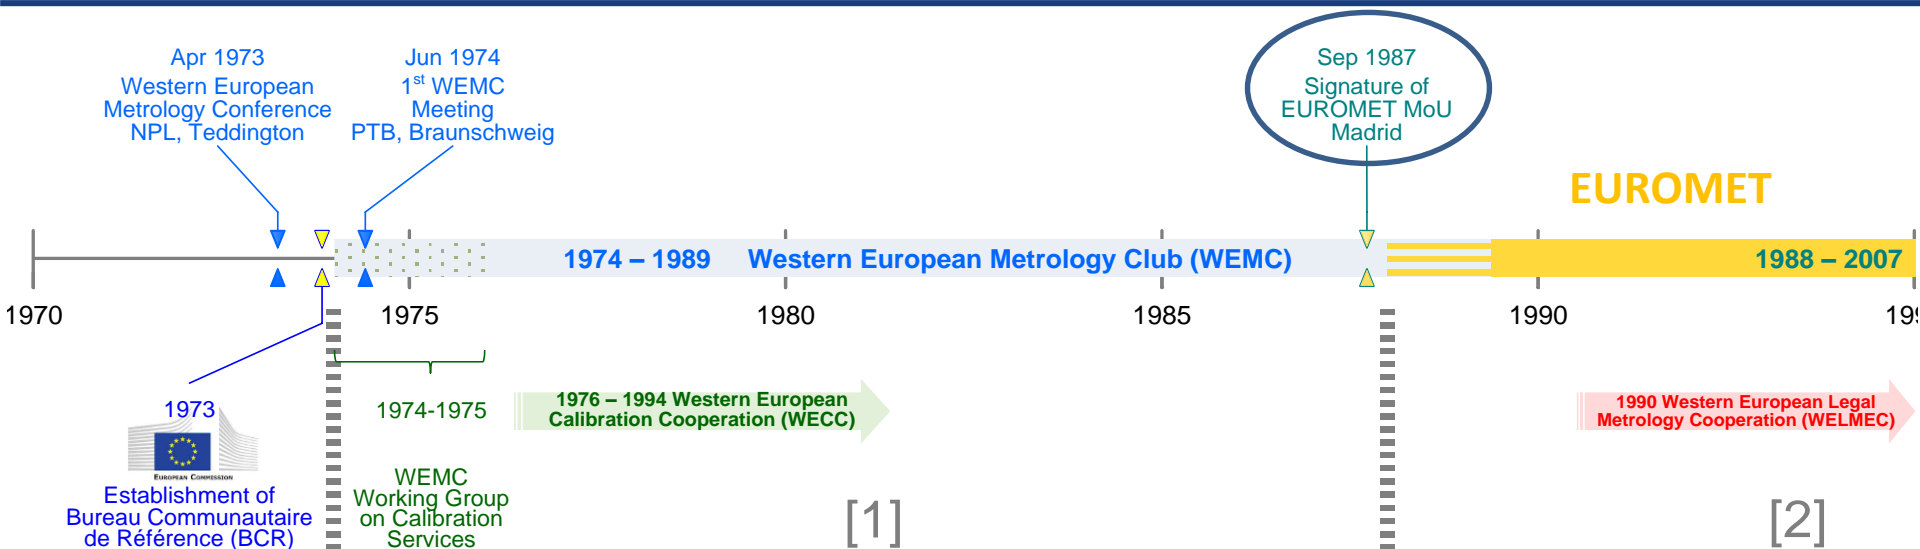 Apr 1973
Western European
Metrology Conference
NPL, Teddington
Jun 1974
1st WEMC
Meeting
PTB, Braunschweig
Sep 1987
Signature of
EUROMET MoU
Madrid
EUROMET
1974 – 1989 Western European Metrology Club (WEMC)
1988 – 2007
1970
1975
1980
1985
1990
199
1973
EUROPEAN COMMISSION
Establishment of
Bureau Communautaire
de Référence (BCR)
1974-1975
WEMC
Working Group
on Calibration
Services
1976 – 1994 Western European
Calibration Cooperation (WECC)
1990 Western European Legal
Metrology Cooperation (WELMEC)
[1]
[2]